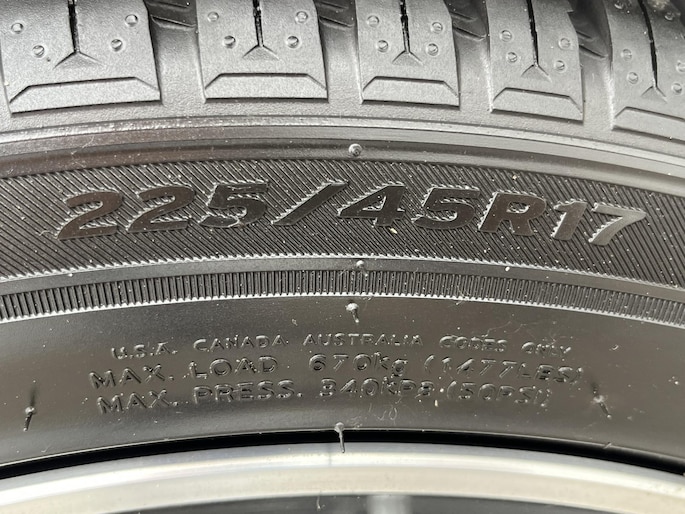 225/45R17
U.S.A. CANADA AUSTRALIA CODES ONLY
MAX. LOAD 670kg (1477LBS)
MAX. PRESS. 340KPa (50PSI)